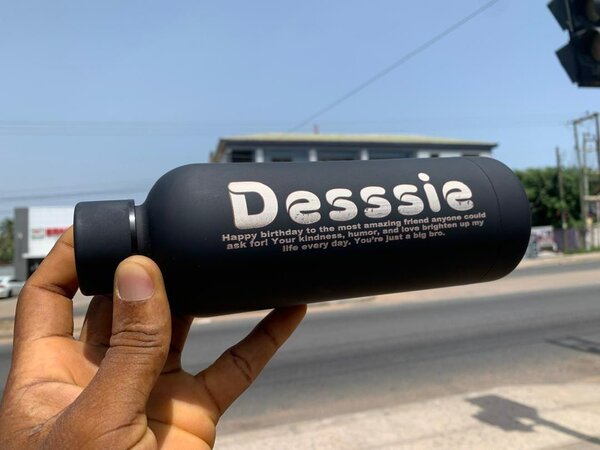 Desssie
Happy birthday to the most amazing friend anyone could
ask for! Your kindness, humor, and love brighten up my
life every day. You're just a big bro.